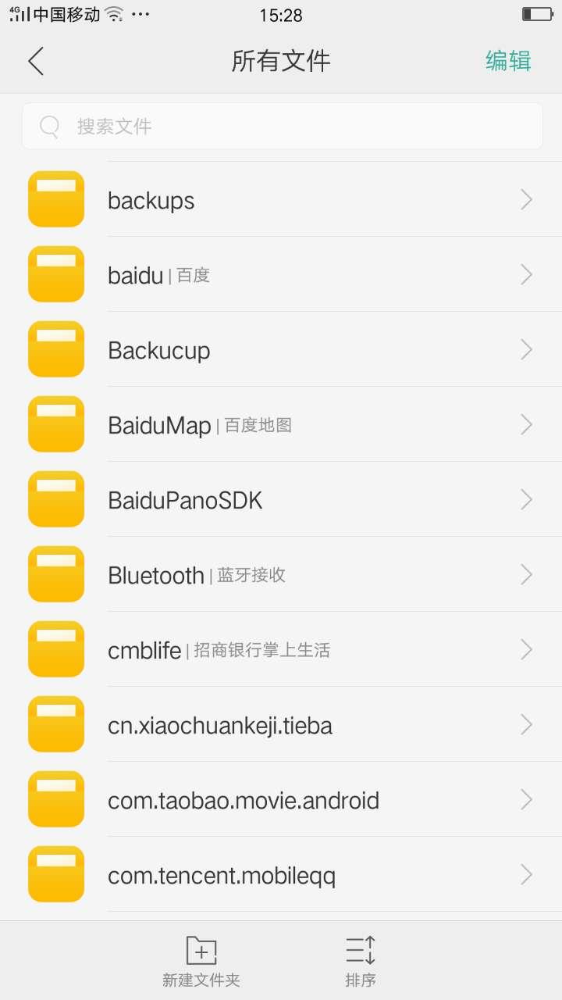 4G 中国移动 15:28
所有文件 编辑
搜索文件
backups
baidu | 百度
Backucup
BaiduMap | 百度地图
BaiduPanoSDK
Bluetooth | 蓝牙接收
cmblife | 招商银行掌上生活
cn.xiaochuankeji.tieba
com.taobao.movie.android
com.tencent.mobileqq
新建文件夹 排序